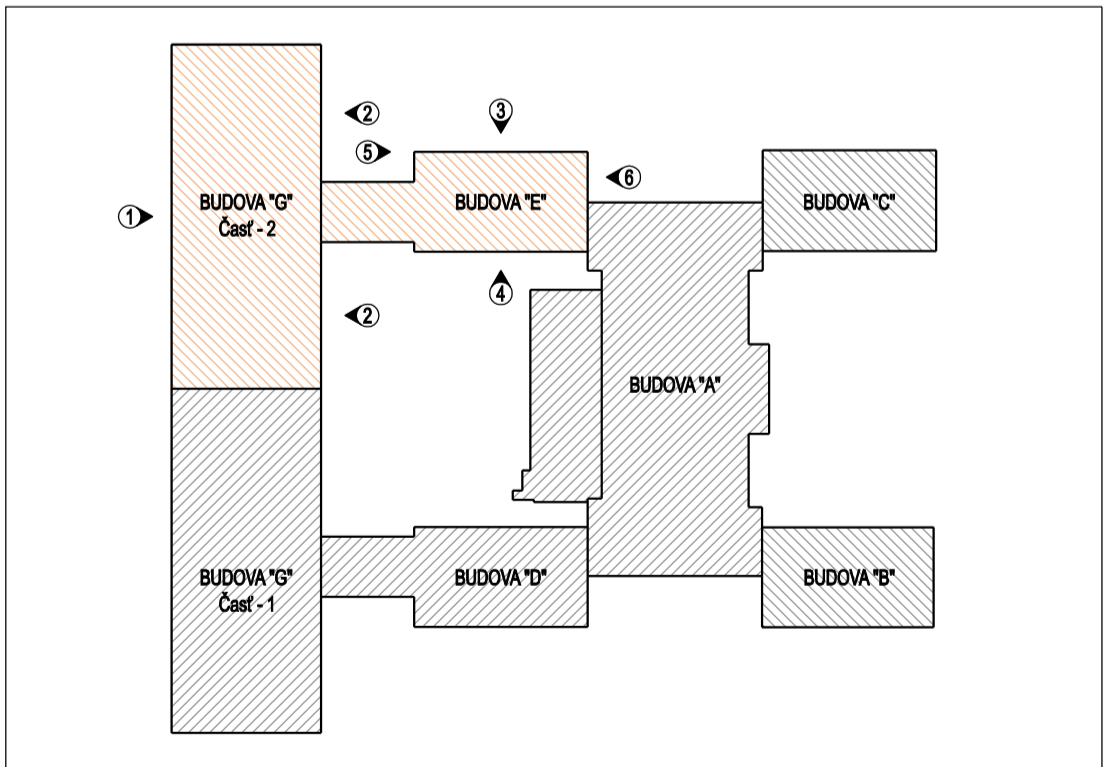 2
3
5
6
1
BUDOVA "G"
Časť - 2
BUDOVA "E"
BUDOVA "C"
4
2
BUDOVA "A"
BUDOVA "G"
Časť - 1
BUDOVA "D"
BUDOVA "B"